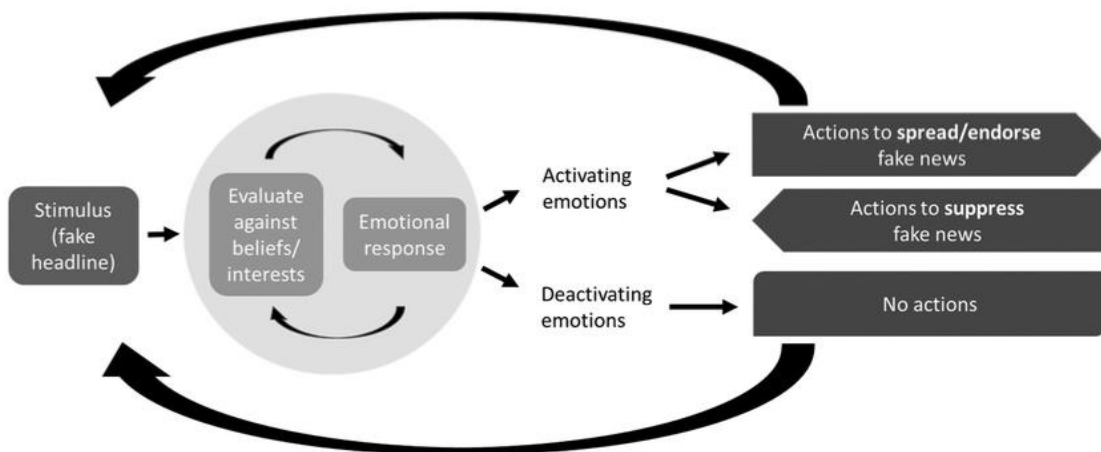 Stimulus
(fake
headline)
Evaluate
against
beliefs/
interests
Emotional
response
Activating
emotions
Deactivating
emotions
Actions to spread/endorse
fake news
Actions to suppress
fake news
No actions